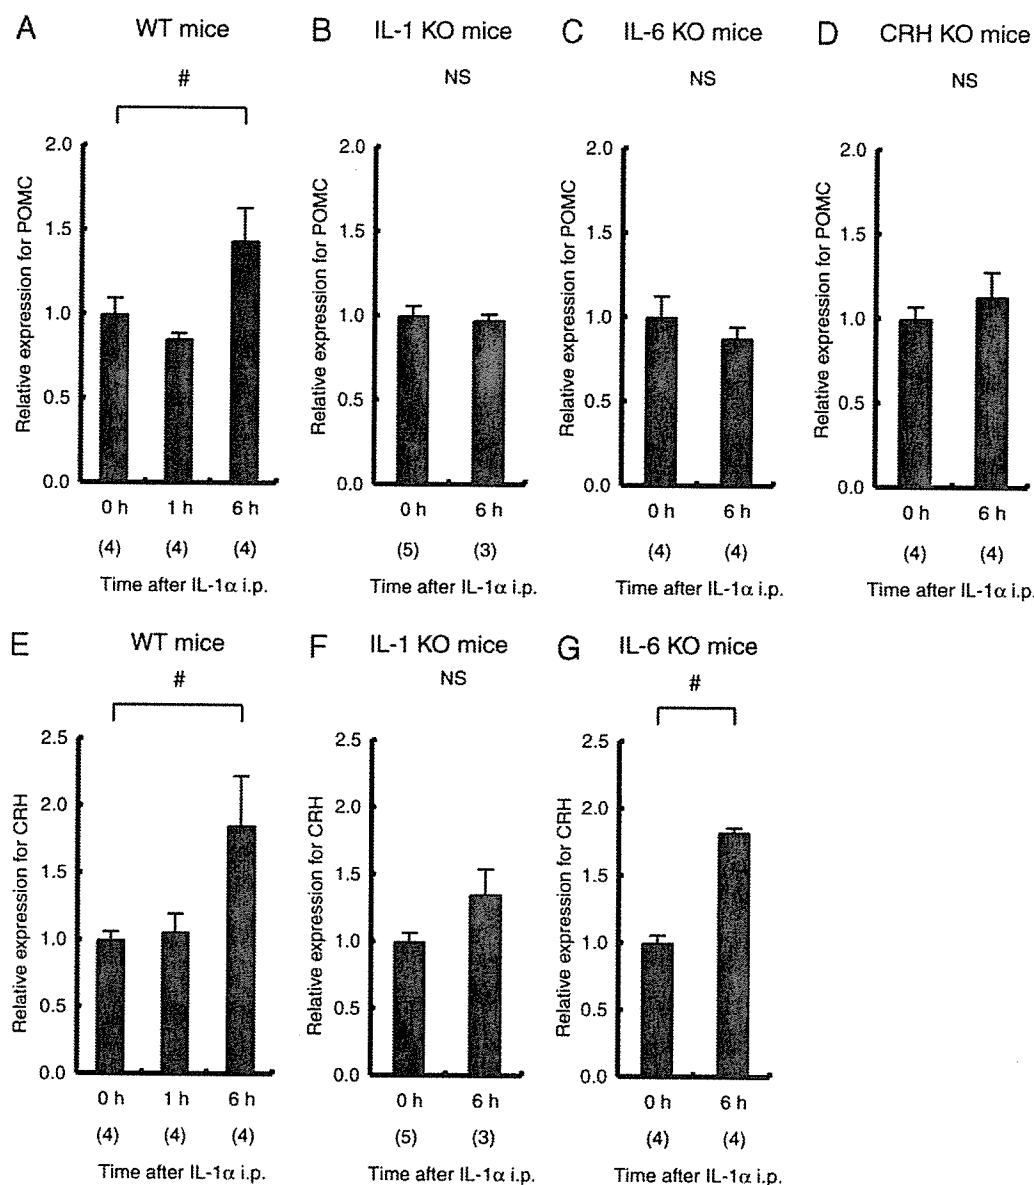 A WT mice
#
Relative expression for POMC
2.0
1.5
1.0
0.5
0.0
0 h 1 h 6 h
(4) (4) (4)
Time after IL-1α i.p.
B IL-1 KO mice
NS
Relative expression for POMC
2.0
1.5
1.0
0.5
0.0
0 h 6 h
(5) (3)
Time after IL-1α i.p.
C IL-6 KO mice
NS
Relative expression for POMC
2.0
1.5
1.0
0.5
0.0
0 h 6 h
(4) (4)
Time after IL-1α i.p.
D CRH KO mice
NS
Relative expression for POMC
2.0
1.5
1.0
0.5
0.0
0 h 6 h
(4) (4)
Time after IL-1α i.p.
E WT mice
#
Relative expression for CRH
2.5
2.0
1.5
1.0
0.5
0.0
0 h 1 h 6 h
(4) (4) (4)
Time after IL-1α i.p.
F IL-1 KO mice
NS
Relative expression for CRH
2.5
2.0
1.5
1.0
0.5
0.0
0 h 6 h
(5) (3)
Time after IL-1α i.p.
G IL-6 KO mice
#
Relative expression for CRH
2.5
2.0
1.5
1.0
0.5
0.0
0 h 6 h
(4) (4)
Time after IL-1α i.p.